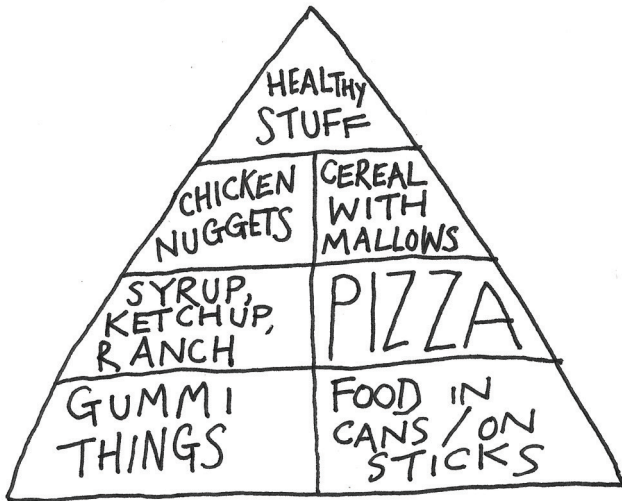 HEALTHY
STUFF
CHICKEN
NUGGETS
CEREAL
WITH
MALLOWS
SYRUP,
KETCHUP,
RANCH
PIZZA
GUMMI
THINGS
FOOD IN
CANS / ON
STICKS